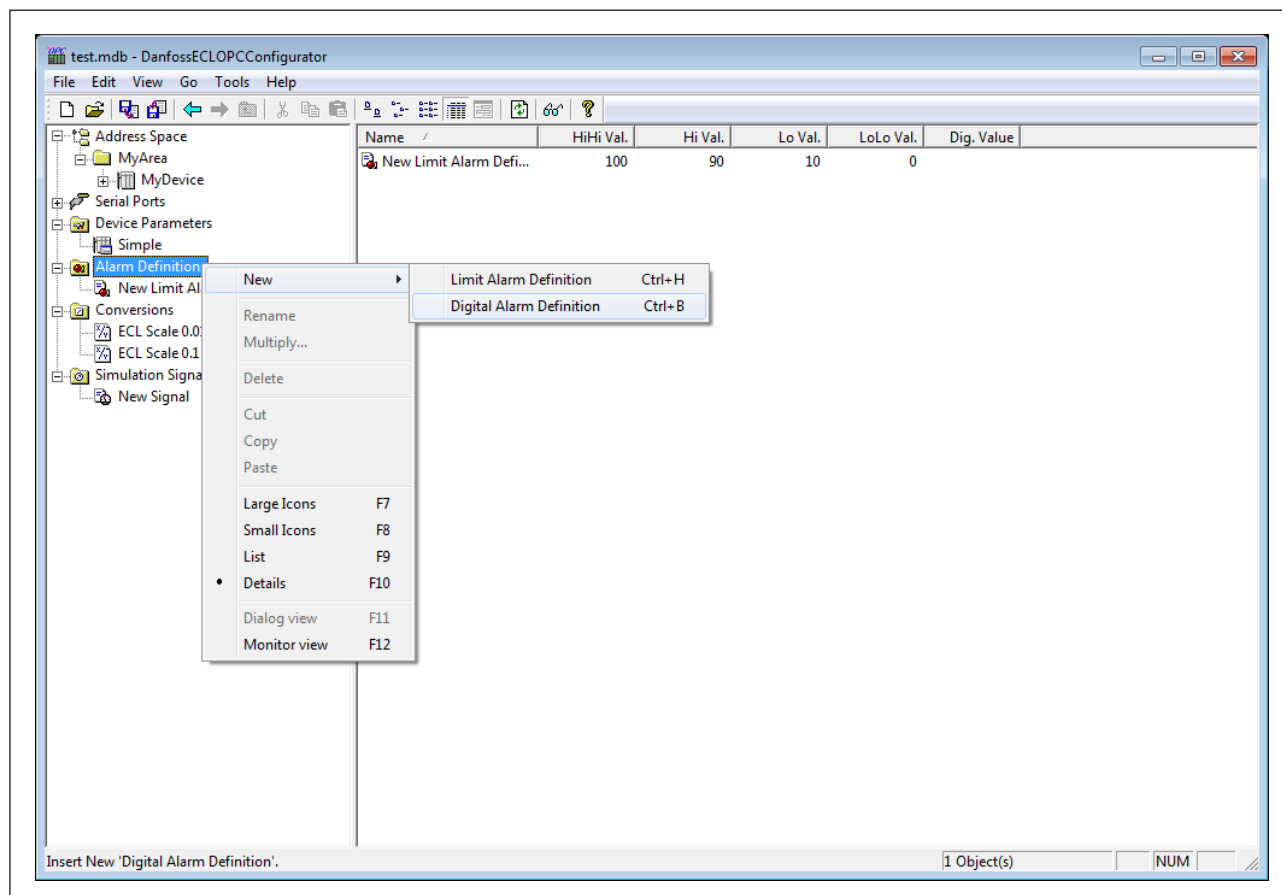 test.mdb - DanfossECLOPCConfigurator
File Edit View Go Tools Help
Address Space
MyArea
MyDevice
Serial Ports
Device Parameters
Simple
Alarm Definition
New Limit Al
Conversions
ECL Scale 0.0
ECL Scale 0.1
Simulation Signa
New Signal
Name HiHi Val. Hi Val. Lo Val. LoLo Val. Dig. Value
New Limit Alarm Defi... 100 90 10 0
New
Rename
Multiply...
Delete
Cut
Copy
Paste
Large Icons F7
Small Icons F8
List F9
Details F10
Dialog view F11
Monitor view F12
Limit Alarm Definition Ctrl+H
Digital Alarm Definition Ctrl+B
Insert New 'Digital Alarm Definition'. 1 Object(s) NUM